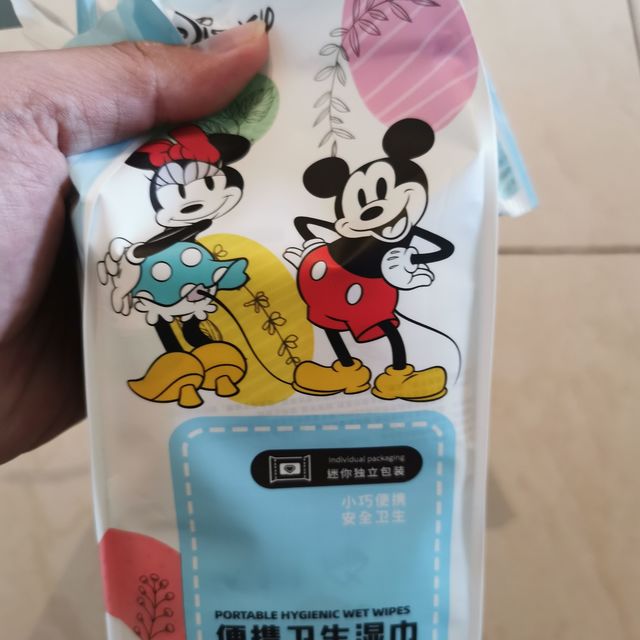 Disney
Individual packaging
迷你独立包装
小巧便携
安全卫生
PORTABLE HYGIENIC WET WIPES
便携卫生湿巾